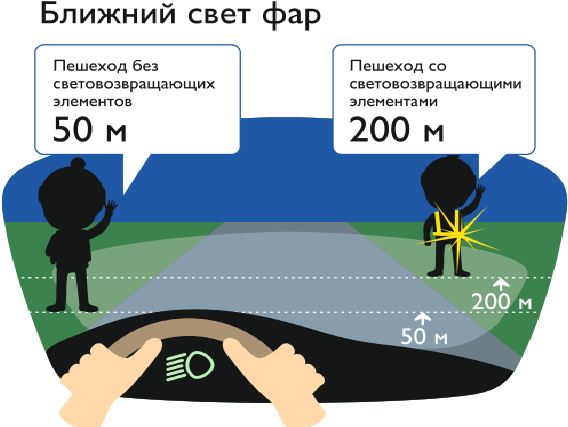 Ближний свет фар
Пешеход без
световозвращающих
элементов
50 м
Пешеход со
световозвращающими
элементами
200 м
200 м
50 м